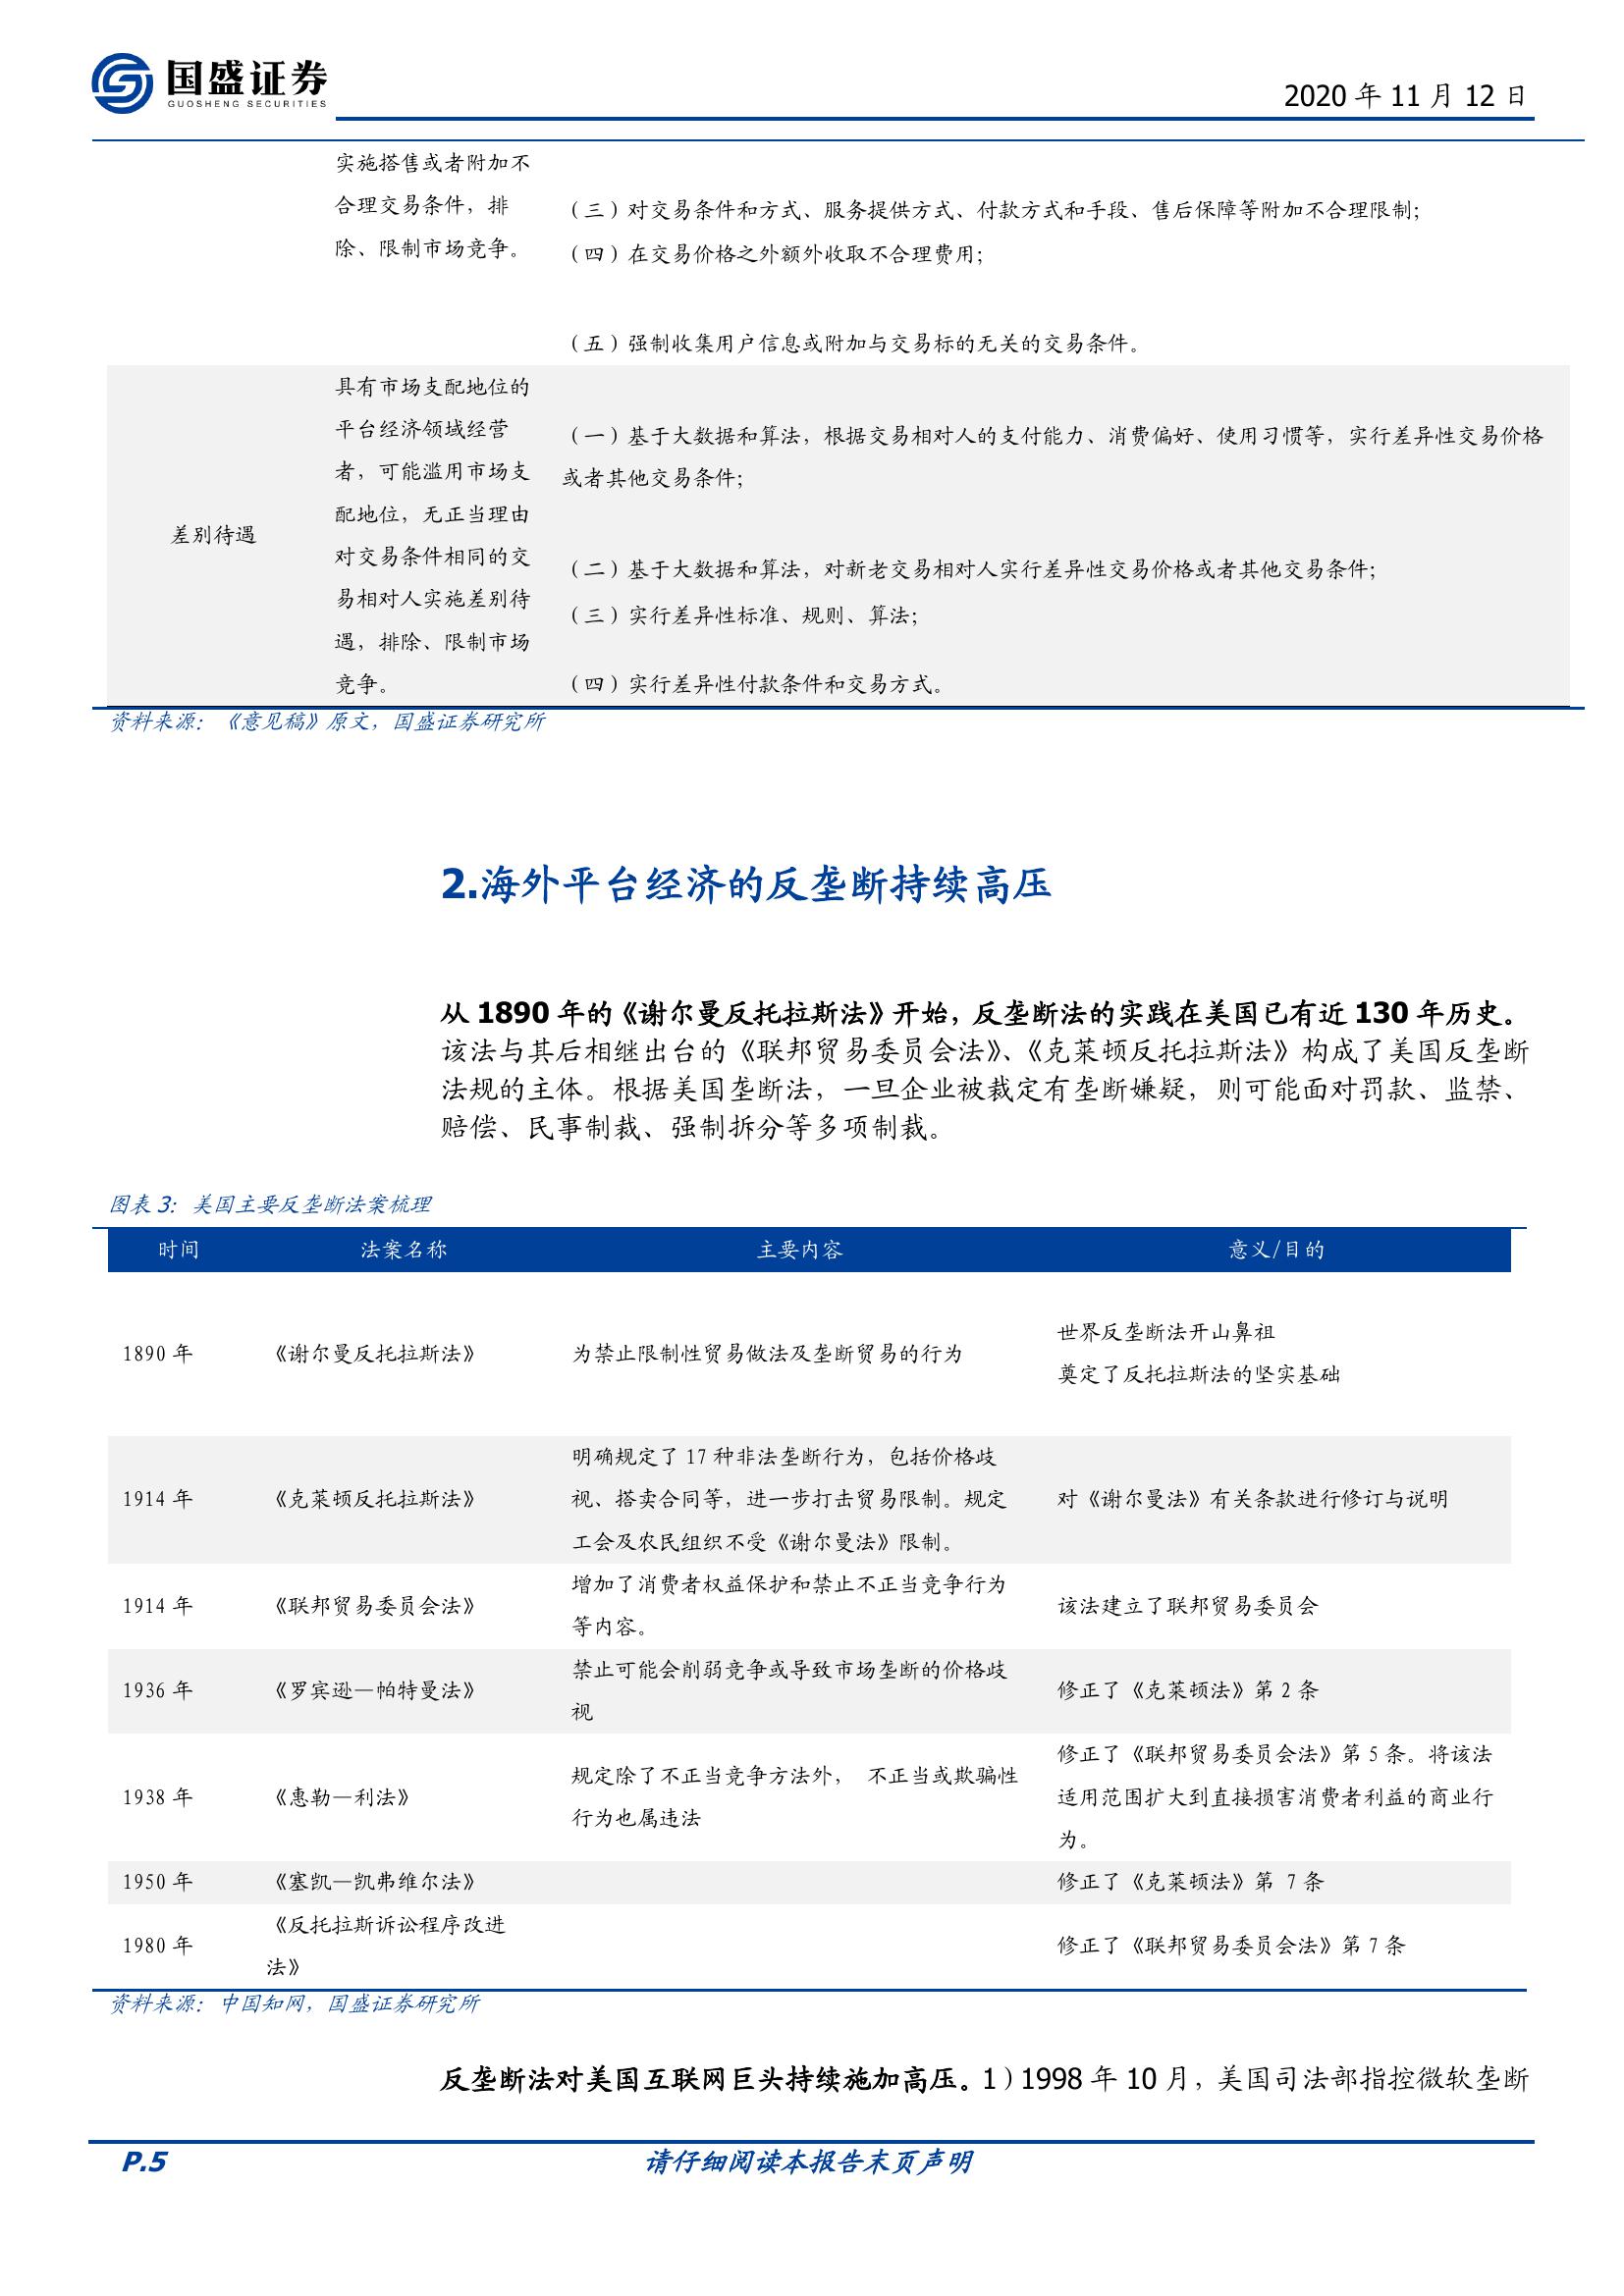 国盛证券
GUOSHENG SECURITIES
2020 年 11 月 12 日
实施搭售或者附加不
合理交易条件，排
除、限制市场竞争。
（三）对交易条件和方式、服务提供方式、付款方式和手段、售后保障等附加不合理限制；
（四）在交易价格之外额外收取不合理费用；
（五）强制收集用户信息或附加与交易标的无关的交易条件。
差别待遇
具有市场支配地位的
平台经济领域经营
者，可能滥用市场支
配地位，无正当理由
对交易条件相同的交
易相对人实施差别待
遇，排除、限制市场
竞争。
（一）基于大数据和算法，根据交易相对人的支付能力、消费偏好、使用习惯等，实行差异性交易价格
或者其他交易条件；
（二）基于大数据和算法，对新老交易相对人实行差异性交易价格或者其他交易条件；
（三）实行差异性标准、规则、算法；
（四）实行差异性付款条件和交易方式。
资料来源：《意见稿》原文，国盛证券研究所
2.海外平台经济的反垄断持续高压
从 1890 年的《谢尔曼反托拉斯法》开始，反垄断法的实践在美国已有近 130 年历史。
该法与其后相继出台的《联邦贸易委员会法》、《克莱顿反托拉斯法》构成了美国反垄断
法规的主体。根据美国垄断法，一旦企业被裁定有垄断嫌疑，则可能面对罚款、监禁、
赔偿、民事制裁、强制拆分等多项制裁。
图表 3：美国主要反垄断法案梳理
时间 法案名称 主要内容 意义/目的
1890 年 《谢尔曼反托拉斯法》 为禁止限制性贸易做法及垄断贸易的行为
世界反垄断法开山鼻祖
奠定了反托拉斯法的坚实基础
1914 年 《克莱顿反托拉斯法》
明确规定了 17 种非法垄断行为，包括价格歧
视、搭卖合同等，进一步打击贸易限制。规定
工会及农民组织不受《谢尔曼法》限制。
对《谢尔曼法》有关条款进行修订与说明
1914 年 《联邦贸易委员会法》
增加了消费者权益保护和禁止不正当竞争行为
等内容。
该法建立了联邦贸易委员会
1936 年 《罗宾逊—帕特曼法》
禁止可能会削弱竞争或导致市场垄断的价格歧
视
修正了《克莱顿法》第 2 条
1938 年 《惠勒—利法》
规定除了不正当竞争方法外， 不正当或欺骗性
行为也属违法
修正了《联邦贸易委员会法》第 5 条。将该法
适用范围扩大到直接损害消费者利益的商业行
为。
1950 年 《塞凯—凯弗维尔法》 修正了《克莱顿法》第 7 条
1980 年
《反托拉斯诉讼程序改进
法》
修正了《联邦贸易委员会法》第 7 条
资料来源：中国知网，国盛证券研究所
反垄断法对美国互联网巨头持续施加高压。1）1998 年 10 月，美国司法部指控微软垄断
P.5 请仔细阅读本报告末页声明